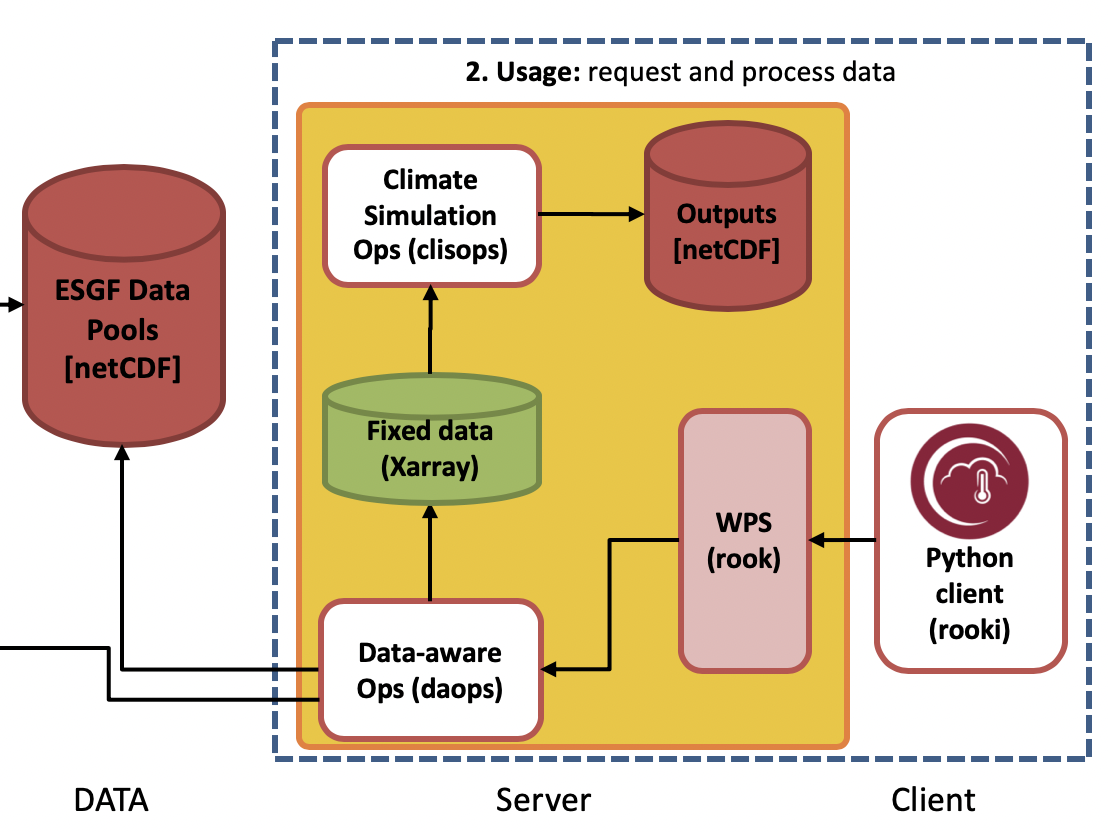 2. Usage: request and process data
Climate
Simulation
Ops (clisops)
Outputs
[netCDF]
ESGF Data
Pools
[netCDF]
Fixed data
(Xarray)
WPS
(rook)
Python
client
(rooki)
Data-aware
Ops (daops)
DATA
Server
Client